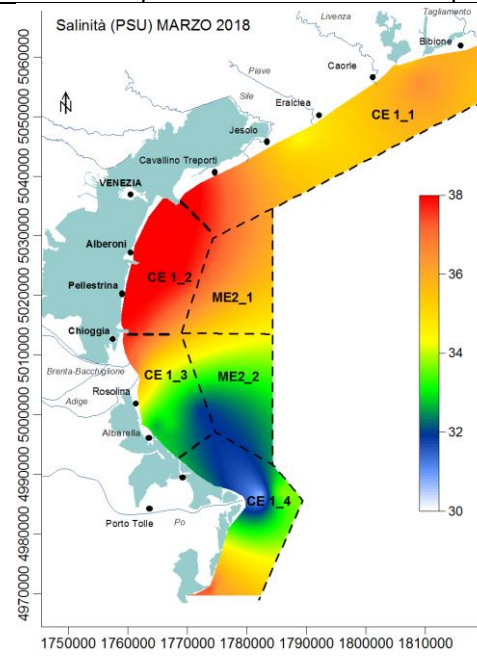 Salinità (PSU) MARZO 2018
Tagliamento
Livenza
Bibione
Caorle
Piave
Eraclea
CE 1_1
Sile
Jesolo
Cavallino Treporti
VENEZIA
Alberoni
CE 1_2
Pellestrina
ME2_1
Chioggia
Brenta-Bacchiglione
CE 1_3
ME2_2
Rosolina
Adige
Albarella
CE 1_4
Porto Tolle
Po
N
38
36
34
32
30
5060000
5050000
5040000
5030000
5020000
5010000
5000000
4990000
4980000
4970000
1750000 1760000 1770000 1780000 1790000 1800000 1810000